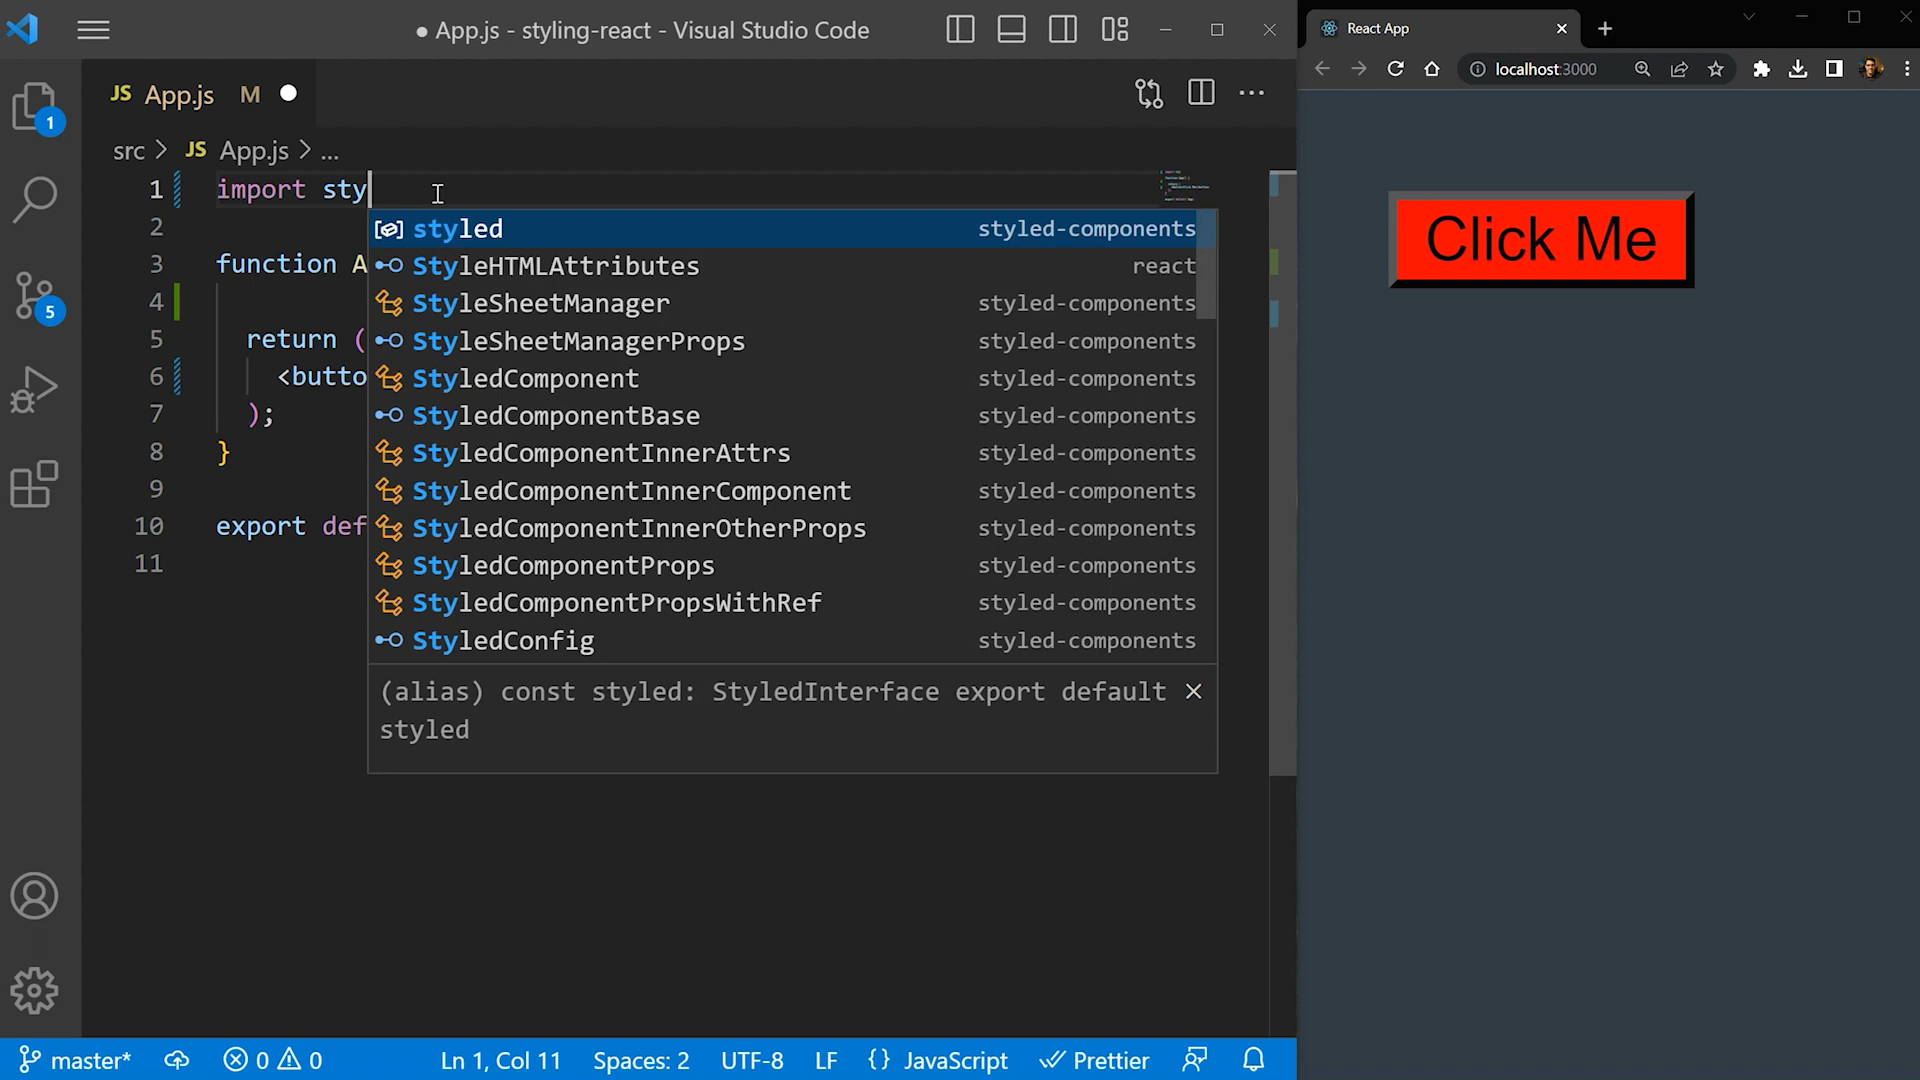 ● App.js - styling-react - Visual Studio Code
JS App.js M
src > JS App.js > ...
1 import sty
2
3 function A
4
5 return (
6 <butto
7 );
8 }
9
10 export def
11
styled styled-components
StyleHTMLAttributes react
StyleSheetManager styled-components
StyleSheetManagerProps styled-components
StyledComponent styled-components
StyledComponentBase styled-components
StyledComponentInnerAttrs styled-components
StyledComponentInnerComponent styled-components
StyledComponentInnerOtherProps styled-components
StyledComponentProps styled-components
StyledComponentPropsWithRef styled-components
StyledConfig styled-components
(alias) const styled: StyledInterface export default
styled
1
5
master* 0 0 Ln 1, Col 11 Spaces: 2 UTF-8 LF {} JavaScript Prettier
React App
localhost:3000
Click Me